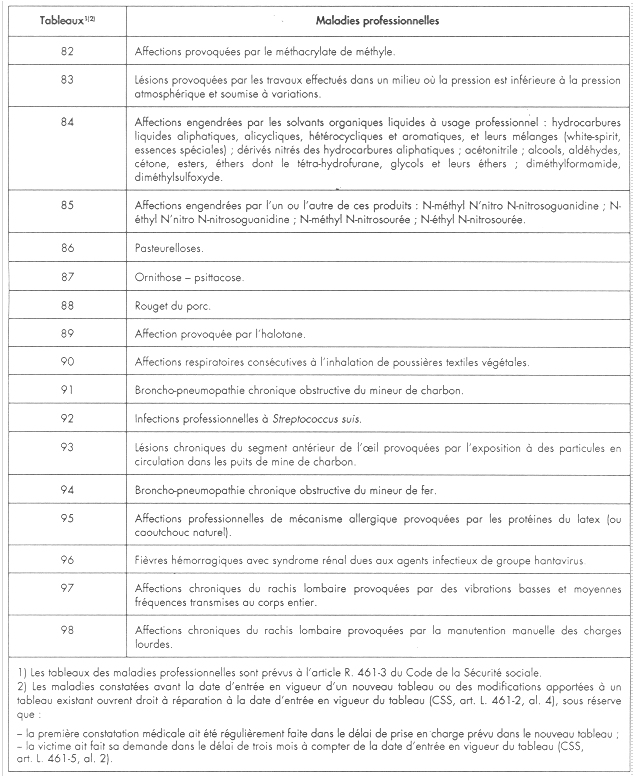 Tableaux1)2) Maladies professionnelles
82 Affections provoquées par le méthacrylate de méthyle.
83 Lésions provoquées par les travaux effectués dans un milieu où la pression est inférieure à la pression
atmosphérique et soumise à variations.
84 Affections engendrées par les solvants organiques liquides à usage professionnel : hydrocarbures
liquides aliphatiques, alicycliques, hétérocycliques et aromatiques, et leurs mélanges (white-spirit,
essences spéciales) ; dérivés nitrés des hydrocarbures aliphatiques ; acétonitrile ; alcools, aldéhydes,
cétone, esters, éthers dont le tétra-hydrofurane, glycols et leurs éthers ; diméthylformamide,
diméthylsulfoxyde.
85 Affections engendrées par l'un ou l'autre de ces produits : N-méthyl N'nitro N-nitrosoguanidine ; N-
éthyl N'nitro N-nitrosoguanidine ; N-méthyl N-nitrosourée ; N-éthyl N-nitrosourée.
86 Pasteurelloses.
87 Ornithose – psittacose.
88 Rouget du porc.
89 Affection provoquée par l'halotane.
90 Affections respiratoires consécutives à l'inhalation de poussières textiles végétales.
91 Broncho-pneumopathie chronique obstructive du mineur de charbon.
92 Infections professionnelles à Streptococcus suis.
93 Lésions chroniques du segment antérieur de l'œil provoquées par l'exposition à des particules en
circulation dans les puits de mine de charbon.
94 Broncho-pneumopathie chronique obstructive du mineur de fer.
95 Affections professionnelles de mécanisme allergique provoquées par les protéines du latex (ou
caoutchouc naturel).
96 Fièvres hémorragiques avec syndrome rénal dues aux agents infectieux de groupe hantavirus.
97 Affections chroniques du rachis lombaire provoquées par des vibrations basses et moyennes
fréquences transmises au corps entier.
98 Affections chroniques du rachis lombaire provoquées par la manutention manuelle des charges
lourdes.
1) Les tableaux des maladies professionnelles sont prévus à l'article R. 461-3 du Code de la Sécurité sociale.
2) Les maladies constatées avant la date d'entrée en vigueur d'un nouveau tableau ou des modifications apportées à un
tableau existant ouvrent droit à réparation à la date d'entrée en vigueur du tableau (CSS, art. L. 461-2, al. 4), sous réserve
que :
– la première constatation médicale ait été régulièrement faite dans le délai de prise en charge prévu dans le nouveau tableau ;
– la victime ait fait sa demande dans le délai de trois mois à compter de la date d'entrée en vigueur du tableau (CSS,
art. L. 461-5, al. 2).